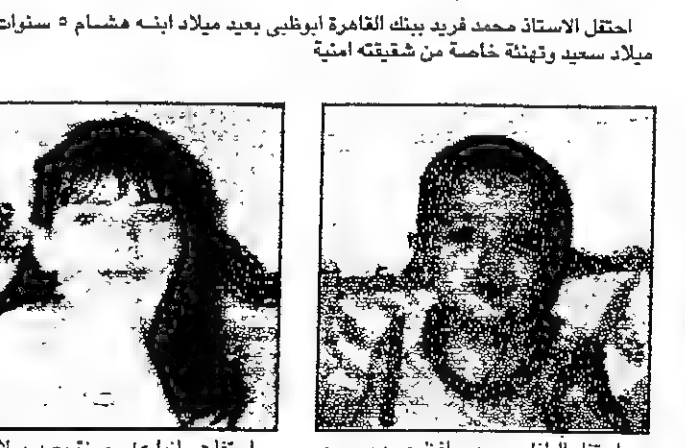 احتفل الاستاذ محمد فريد ببنك القاهرة ابوظبى بعيد ميلاد ابنه هشام ٥ سنوات
ميلاد سعيد وتهنئة خاصة من شقيقته امنية